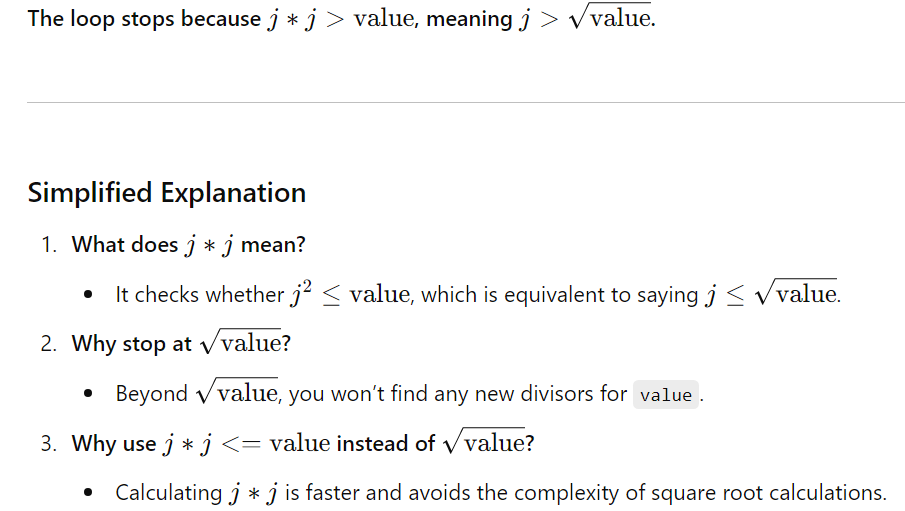 The loop stops because j ∗ j > value, meaning j > √value.
Simplified Explanation
1. What does j ∗ j mean?
• It checks whether j² ≤ value, which is equivalent to saying j ≤ √value.
2. Why stop at √value?
• Beyond √value, you won’t find any new divisors for value .
3. Why use j ∗ j <= value instead of √value?
• Calculating j ∗ j is faster and avoids the complexity of square root calculations.